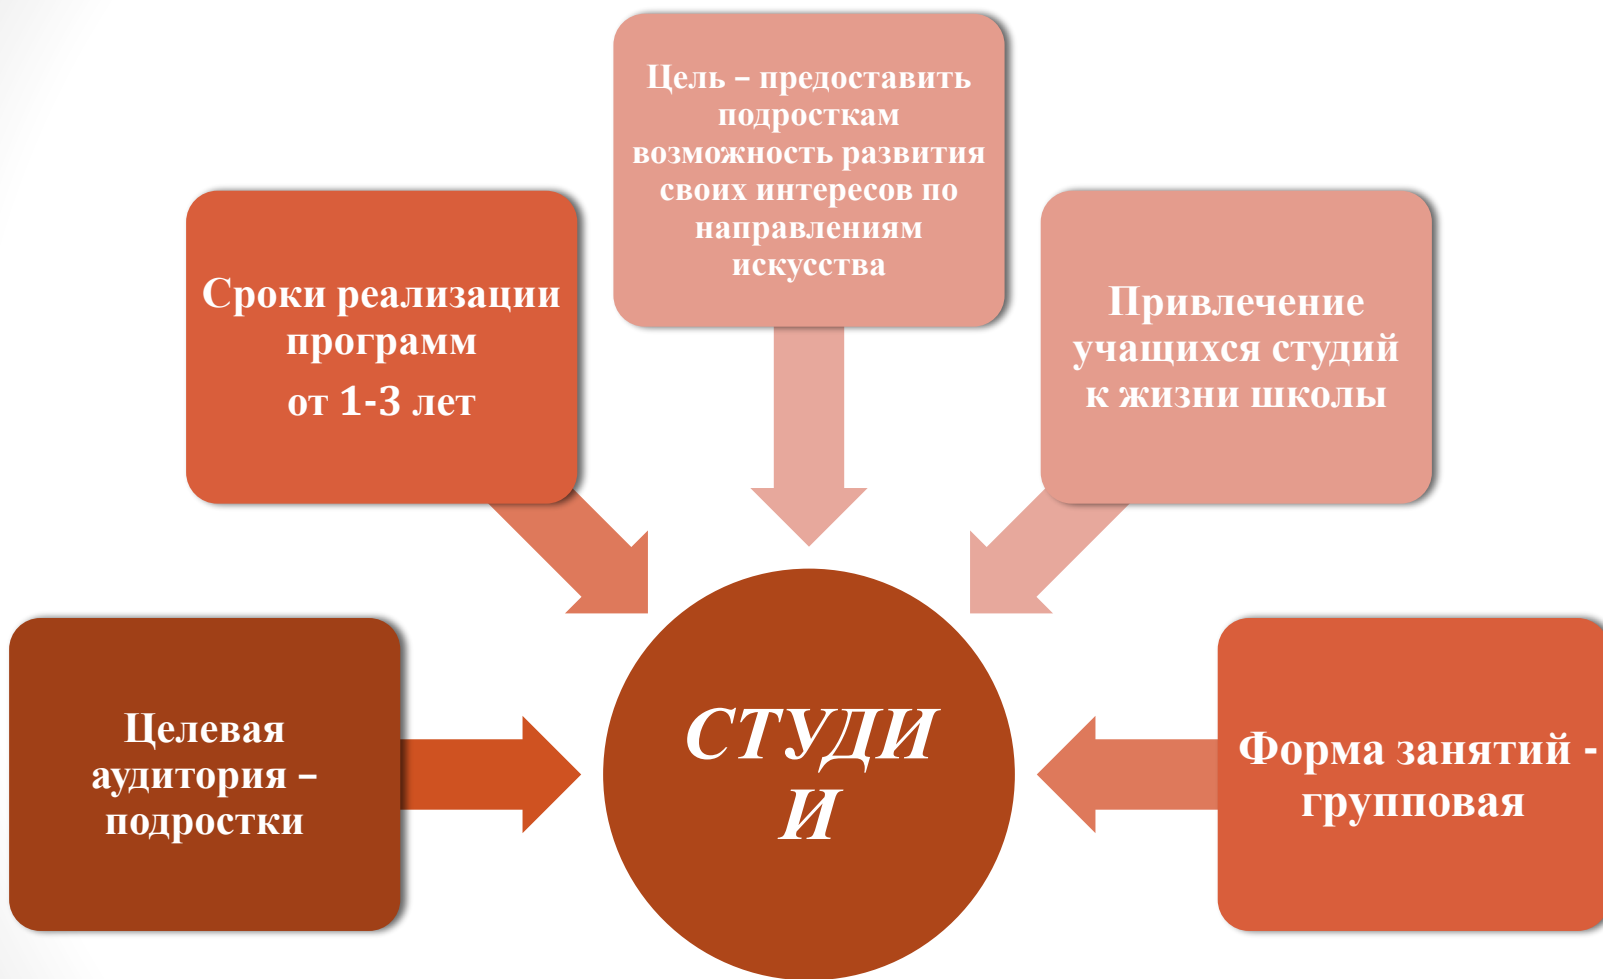 Цель – предоставить
подросткам
возможность развития
своих интересов по
направлениям
искусства
Сроки реализации
программ
от 1-3 лет
Привлечение
учащихся студий
к жизни школы
Целевая
аудитория –
подростки
СТУДИ
И
Форма занятий -
групповая